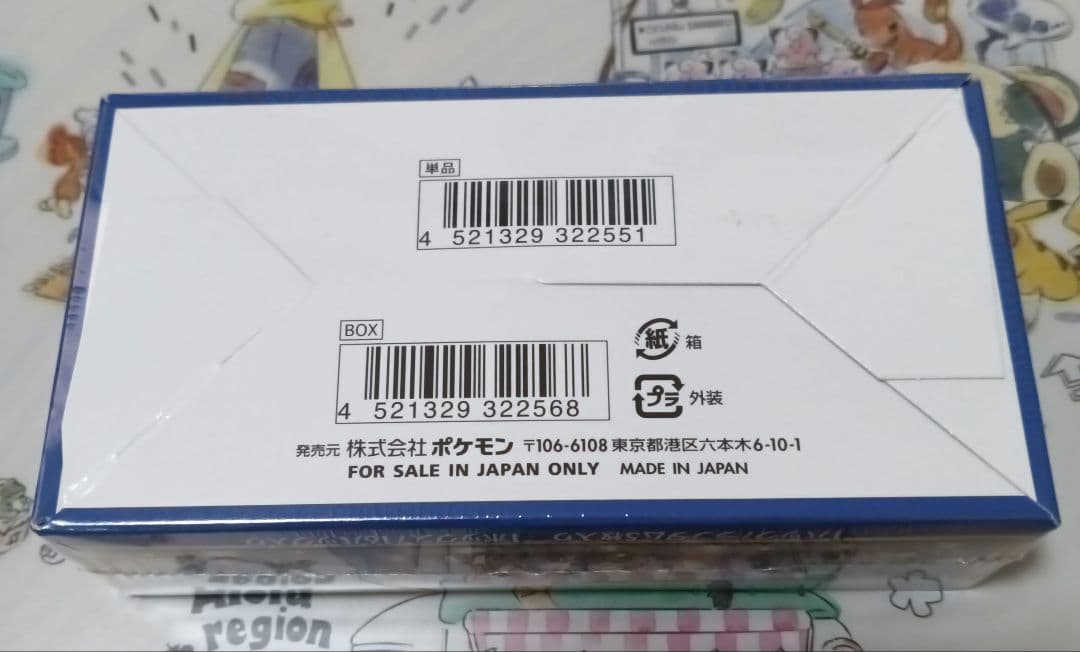 単品
4 521329 322551
BOX
4 521329 322568
紙 箱
プラ 外装
発売元 株式会社 ポケモン 〒106-6108 東京都港区六本木6-10-1
FOR SALE IN JAPAN ONLY MADE IN JAPAN
Alola
region